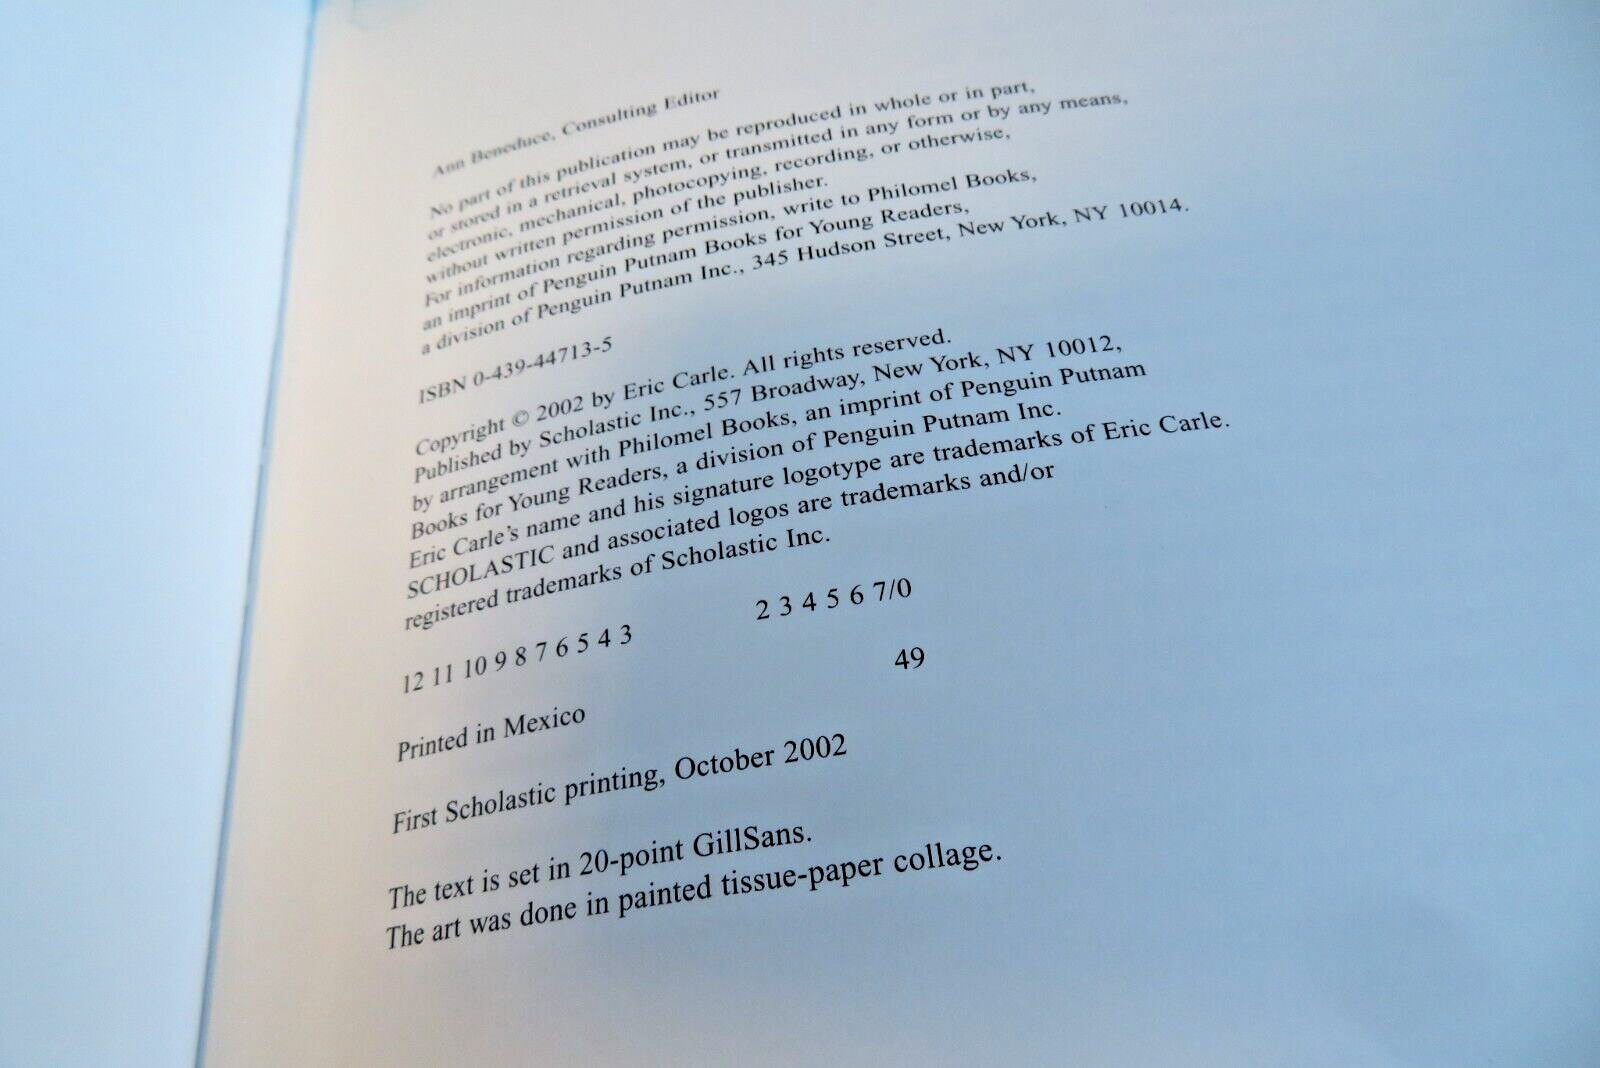 Ann Beneduce, Consulting Editor
No part of this publication may be reproduced in whole or in part,
or stored in a retrieval system, or transmitted in any form or by any means,
electronic, mechanical, photocopying, recording, or otherwise,
without written permission of the publisher.
For information regarding permission, write to Philomel Books,
an imprint of Penguin Putnam Books for Young Readers,
a division of Penguin Putnam Inc., 345 Hudson Street, New York, NY 10014.
ISBN 0-439-44713-5
Copyright © 2002 by Eric Carle. All rights reserved.
Published by Scholastic Inc., 557 Broadway, New York, NY 10012,
by arrangement with Philomel Books, an imprint of Penguin Putnam
Books for Young Readers, a division of Penguin Putnam Inc.
Eric Carle's name and his signature logotype are trademarks of Eric Carle.
SCHOLASTIC and associated logos are trademarks and/or
registered trademarks of Scholastic Inc.
12 11 10 9 8 7 6 5 4 3 2 3 4 5 6 7/0
49
Printed in Mexico
First Scholastic printing, October 2002
The text is set in 20-point GillSans.
The art was done in painted tissue-paper collage.